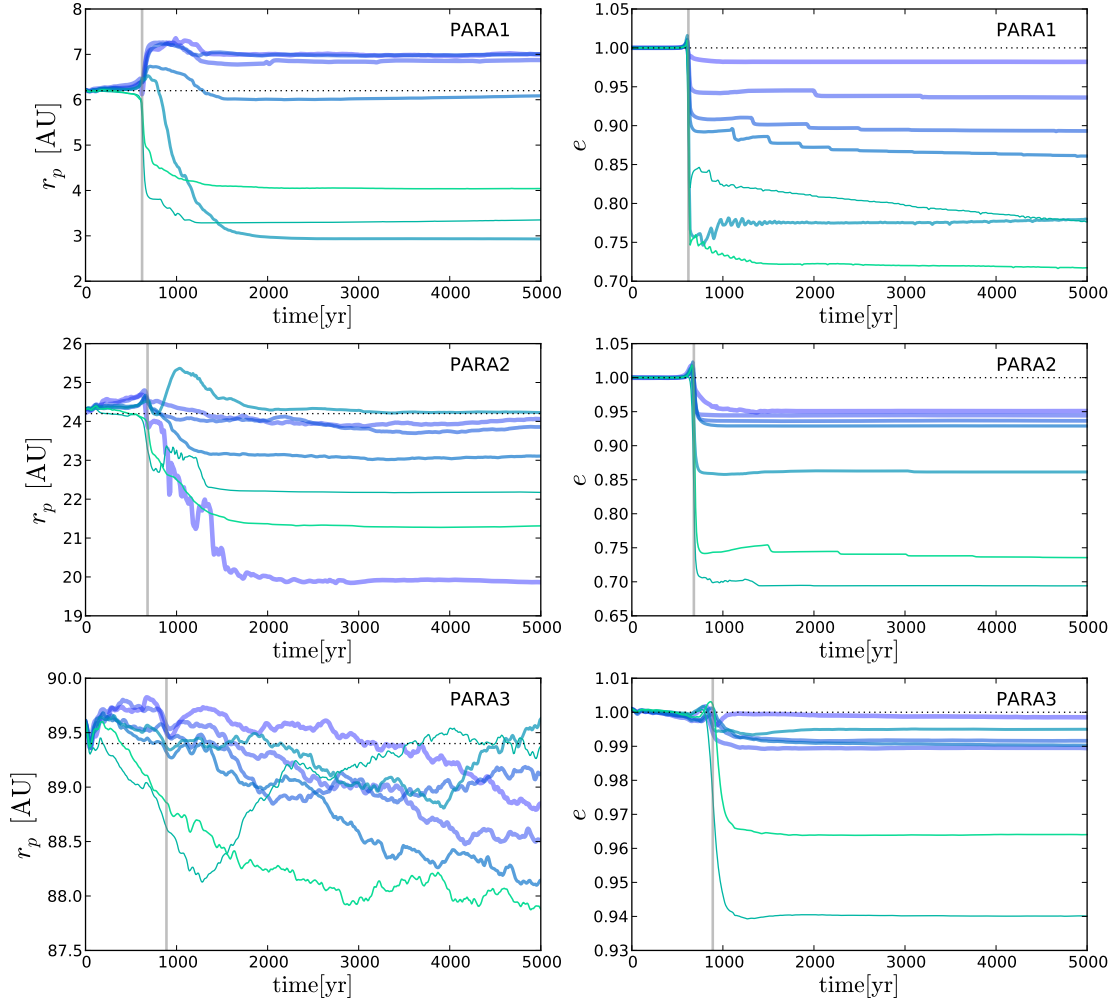 8
7
6
5
4
3
2
r_p [AU]
PARA1
0 1000 2000 3000 4000 5000
time[yr]
1.05
1.00
0.95
0.90
0.85
0.80
0.75
0.70
e
PARA1
0 1000 2000 3000 4000 5000
time[yr]
26
25
24
23
22
21
20
19
r_p [AU]
PARA2
0 1000 2000 3000 4000 5000
time[yr]
1.05
1.00
0.95
0.90
0.85
0.80
0.75
0.70
0.65
e
PARA2
0 1000 2000 3000 4000 5000
time[yr]
90.0
89.5
89.0
88.5
88.0
87.5
r_p [AU]
PARA3
0 1000 2000 3000 4000 5000
time[yr]
1.01
1.00
0.99
0.98
0.97
0.96
0.95
0.94
0.93
e
PARA3
0 1000 2000 3000 4000 5000
time[yr]